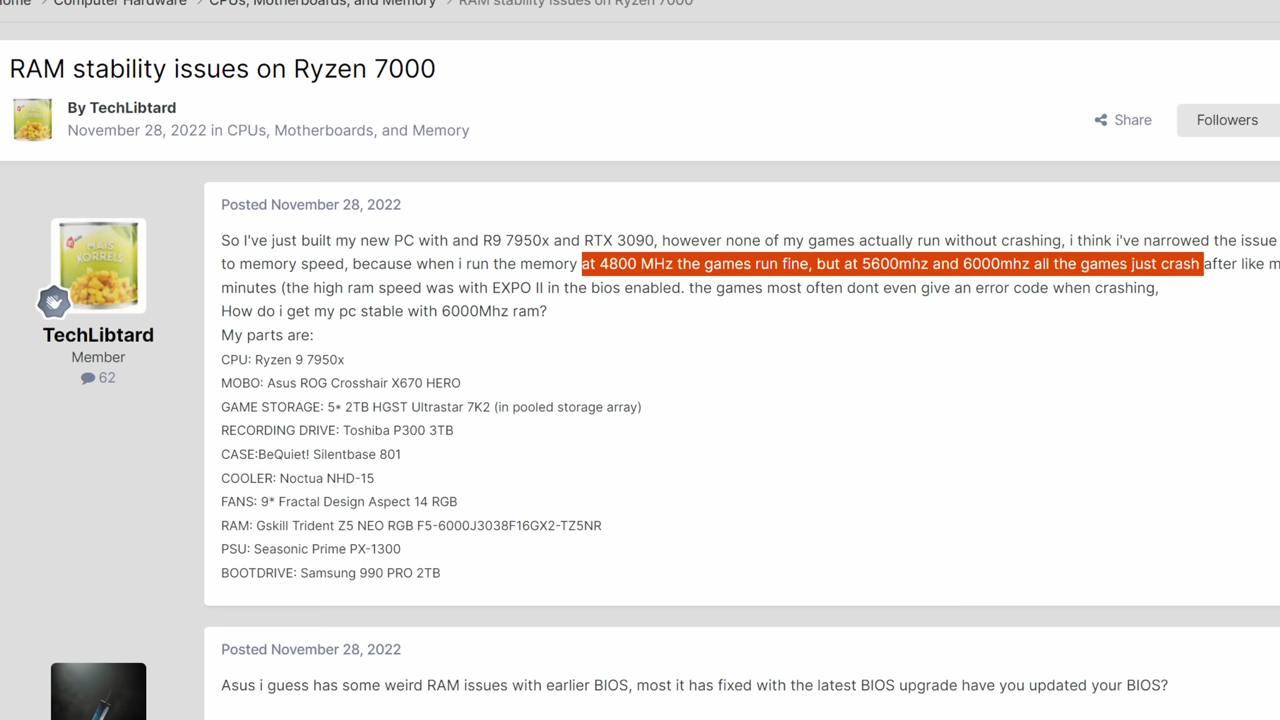 Home > Computer Hardware > CPUs, Motherboards, and Memory > RAM stability issues on Ryzen 7000
RAM stability issues on Ryzen 7000
By TechLibtard
November 28, 2022 in CPUs, Motherboards, and Memory
Share
Followers
Posted November 28, 2022
So I've just built my new PC with and R9 7950x and RTX 3090, however none of my games actually run without crashing, i think i've narrowed the issue
to memory speed, because when i run the memory at 4800 MHz the games run fine, but at 5600mhz and 6000mhz all the games just crash after like
minutes (the high ram speed was with EXPO II in the bios enabled. the games most often dont even give an error code when crashing,
How do i get my pc stable with 6000Mhz ram?
My parts are:
CPU: Ryzen 9 7950x
MOBO: Asus ROG Crosshair X670 HERO
GAME STORAGE: 5* 2TB HGST Ultrastar 7K2 (in pooled storage array)
RECORDING DRIVE: Toshiba P300 3TB
CASE:BeQuiet! Silentbase 801
COOLER: Noctua NHD-15
FANS: 9* Fractal Design Aspect 14 RGB
RAM: Gskill Trident Z5 NEO RGB F5-6000J3038F16GX2-TZ5NR
PSU: Seasonic Prime PX-1300
BOOTDRIVE: Samsung 990 PRO 2TB
MAIS
KORRELS
TechLibtard
Member
62
Posted November 28, 2022
Asus i guess has some weird RAM issues with earlier BIOS, most it has fixed with the latest BIOS upgrade have you updated your BIOS?